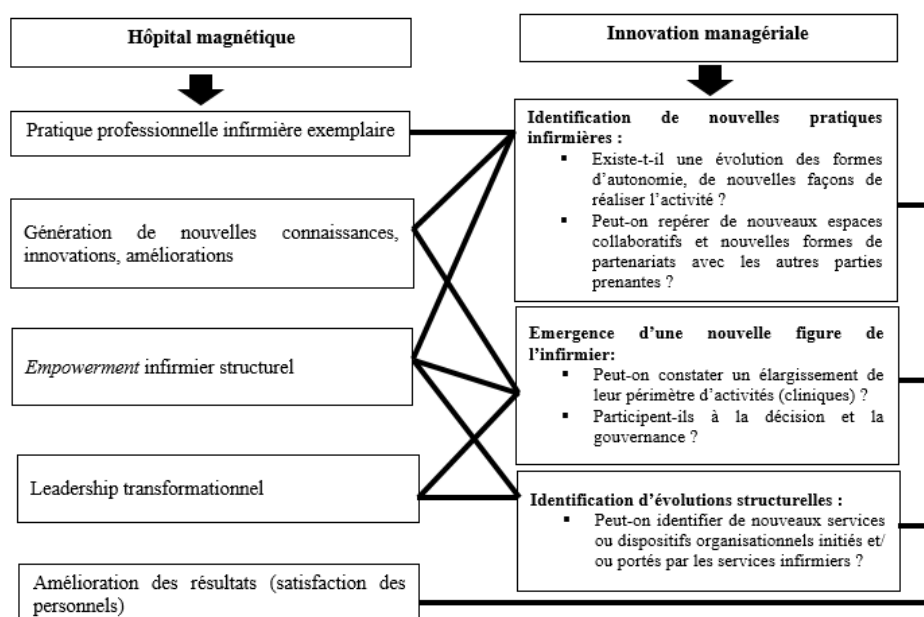 Hôpital magnétique
Pratique professionnelle infirmière exemplaire
Génération de nouvelles connaissances,
innovations, améliorations
Empowerment infirmier structurel
Leadership transformationnel
Amélioration des résultats (satisfaction des
personnels)
Innovation managériale
Identification de nouvelles pratiques
infirmières :
▪ Existe-t-il une évolution des formes
d’autonomie, de nouvelles façons de
réaliser l’activité ?
▪ Peut-on repérer de nouveaux espaces
collaboratifs et nouvelles formes de
partenariats avec les autres parties
prenantes ?
Emergence d’une nouvelle figure de
l’infirmier:
▪ Peut-on constater un élargissement de
leur périmètre d’activités (cliniques) ?
▪ Participent-ils à la décision et la
gouvernance ?
Identification d’évolutions structurelles :
▪ Peut-on identifier de nouveaux services
ou dispositifs organisationnels initiés et/
ou portés par les services infirmiers ?